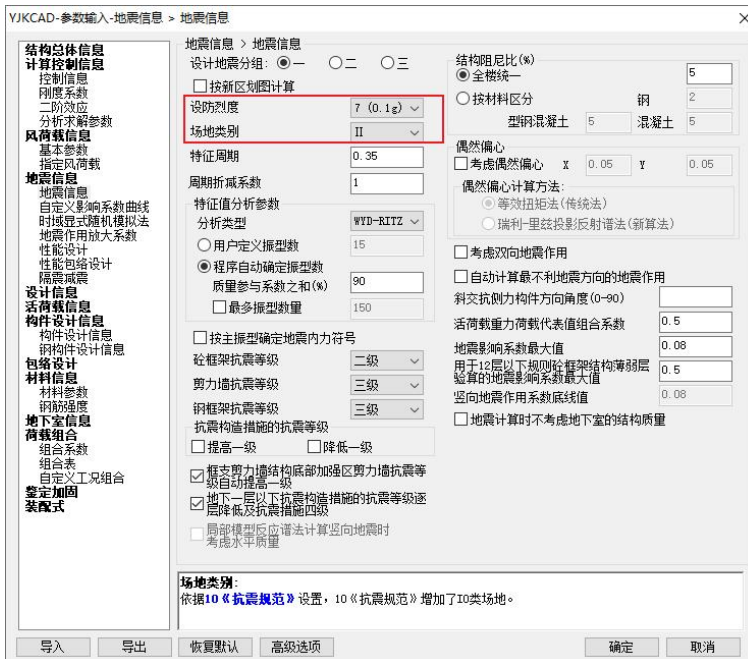 YJKCAD-参数输入-地震信息 > 地震信息
结构总体信息
计算控制信息
控制信息
刚度系数
二阶效应
分析求解参数
风荷载信息
基本参数
指定风荷载
地震信息
地震信息
自定义影响系数曲线
时域显式随机模拟法
地震作用放大系数
性能设计
性能包络设计
隔震减震
设计信息
活荷载信息
构件设计信息
构件设计信息
钢构件设计信息
包络设计
材料信息
材料参数
钢筋强度
地下室信息
荷载组合
组合系数
组合表
自定义工况组合
鉴定加固
装配式
地震信息 > 地震信息
设计地震分组: 一 二 三
按新区划图计算
设防烈度 7 (0.1g)
场地类别 II
特征周期 0.35
周期折减系数 1
特征值分析参数
分析类型 WYD-RITZ
用户定义振型数 15
程序自动确定振型数
质量参与系数之和(%) 90
最多振型数量 150
按主振型确定地震内力符号
砼框架抗震等级 二级
剪力墙抗震等级 三级
钢框架抗震等级 三级
抗震构造措施的抗震等级
提高一级 降低一级
框支剪力墙结构底部加强区剪力墙抗震等
级自动提高一级
地下一层以下抗震构造措施的抗震等级逐
层降低及抗震措施四级
局部模型反应谱法计算竖向地震时
考虑水平质量
结构阻尼比(%)
全楼统一 5
按材料区分 钢 2
型钢混凝土 5 混凝土 5
偶然偏心
考虑偶然偏心 X 0.05 Y 0.05
偶然偏心计算方法:
等效扭矩法(传统法)
瑞利-里兹投影反射谱法(新算法)
考虑双向地震作用
自动计算最不利地震方向的地震作用
斜交抗侧力构件方向角度(0-90)
活荷载重力荷载代表值组合系数 0.5
地震影响系数最大值 0.08
用于12层以下规则砼框架结构薄弱层
验算的地震影响系数最大值 0.5
竖向地震作用系数底线值 0.08
地震计算时不考虑地下室的结构质量
场地类别:
依据10《抗震规范》设置，10《抗震规范》增加了I0类场地。
导入 导出 恢复默认 高级选项 确定 取消